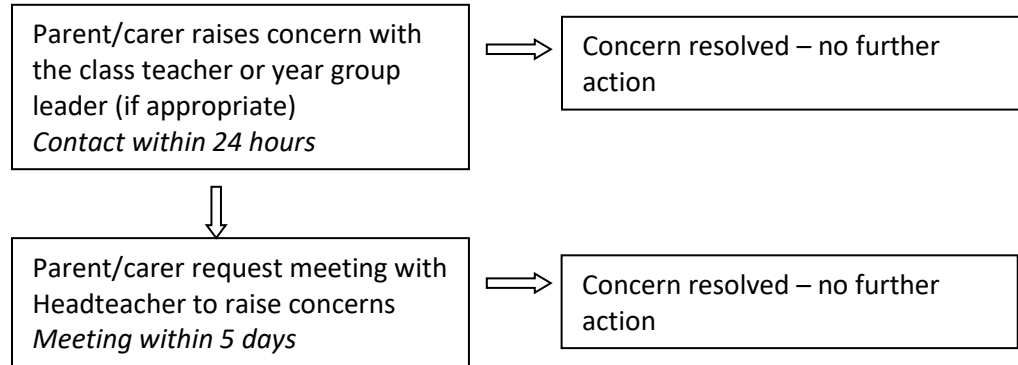 Parent/carer raises concern with
the class teacher or year group
leader (if appropriate)
Contact within 24 hours
Concern resolved – no further
action
Parent/carer request meeting with
Headteacher to raise concerns
Meeting within 5 days
Concern resolved – no further
action